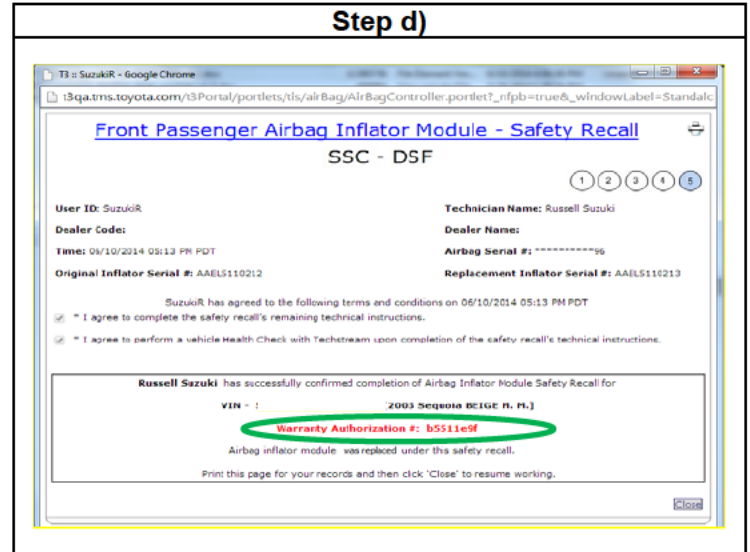 Step d)
T3 :: SuzukiR - Google Chrome
t3qa.tms.toyota.com/t3Portal/portlets/tis/airBag/AirBagController.portlet?_nfpb=true&_windowLabel=Standalc
Front Passenger Airbag Inflator Module - Safety Recall
SSC - DSF
1 2 3 4 5
User ID: SuzukiR Technician Name: Russell Suzuki
Dealer Code: Dealer Name:
Time: 06/10/2014 05:13 PM PDT Airbag Serial #: **********96
Original Inflator Serial #: AAEL5110212 Replacement Inflator Serial #: AAEL5110213
SuzukiR has agreed to the following terms and conditions on 06/10/2014 05:13 PM PDT
* I agree to complete the safety recall's remaining technical instructions.
* I agree to perform a vehicle Health Check with Techstream upon completion of the safety recall's technical instructions.
Russell Suzuki has successfully confirmed completion of Airbag Inflator Module Safety Recall for
VIN - : [2003 Sequoia BEIGE M. M.]
Warranty Authorization #: b5511e9f
Airbag inflator module was replaced under this safety recall.
Print this page for your records and then click 'Close' to resume working.
Close